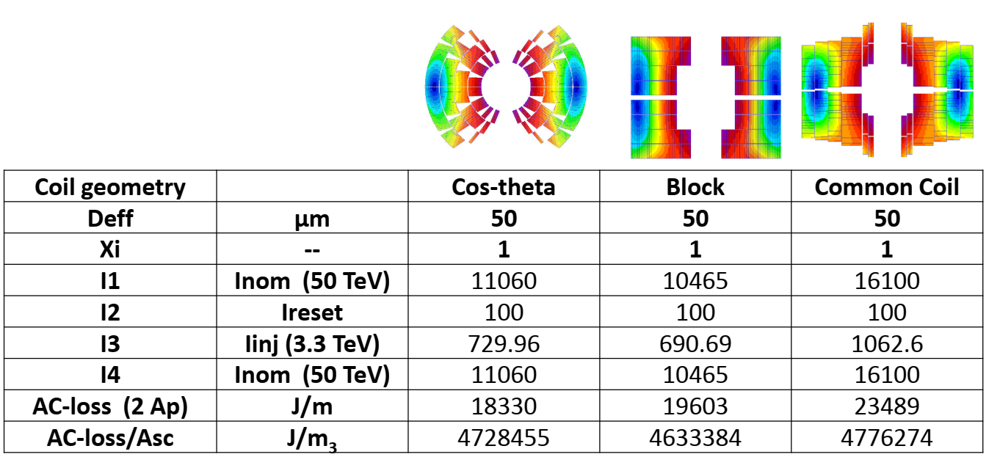 Coil geometry Cos-theta Block Common Coil
Deff μm 50 50 50
Xi -- 1 1 1
I1 Inom (50 TeV) 11060 10465 16100
I2 Ireset 100 100 100
I3 Iinj (3.3 TeV) 729.96 690.69 1062.6
I4 Inom (50 TeV) 11060 10465 16100
AC-loss (2 Ap) J/m 18330 19603 23489
AC-loss/Asc J/m₃ 4728455 4633384 4776274